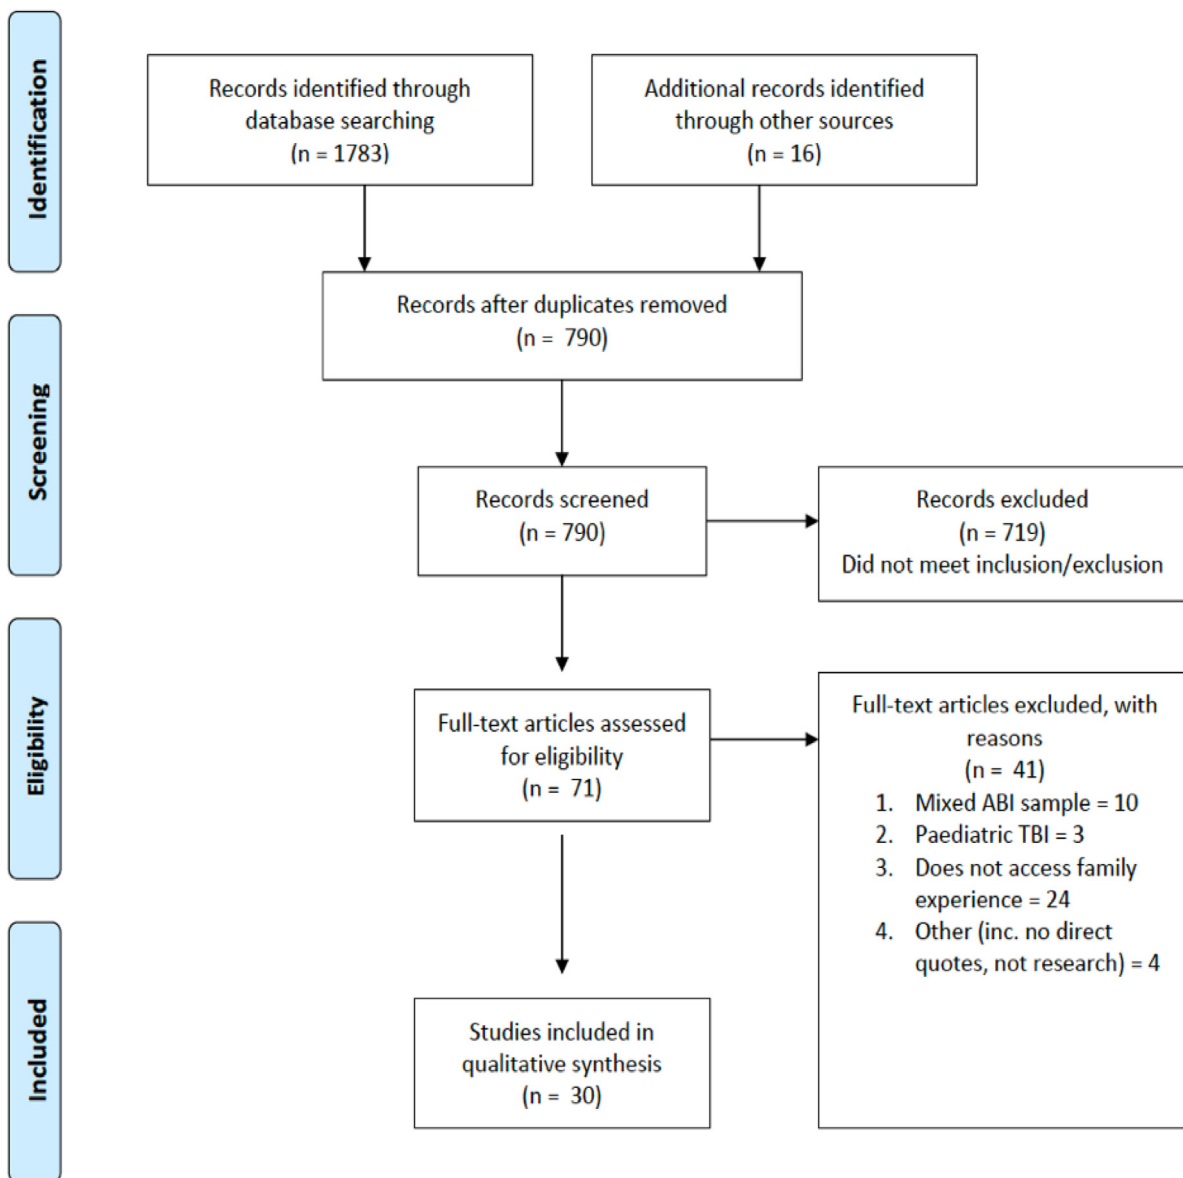 Identification
Records identified through
database searching
(n = 1783)
Additional records identified
through other sources
(n = 16)
Records after duplicates removed
(n = 790)
Screening
Records screened
(n = 790)
Records excluded
(n = 719)
Did not meet inclusion/exclusion
Eligibility
Full-text articles assessed
for eligibility
(n = 71)
Full-text articles excluded, with
reasons
(n = 41)
1. Mixed ABI sample = 10
2. Paediatric TBI = 3
3. Does not access family
experience = 24
4. Other (inc. no direct
quotes, not research) = 4
Included
Studies included in
qualitative synthesis
(n = 30)